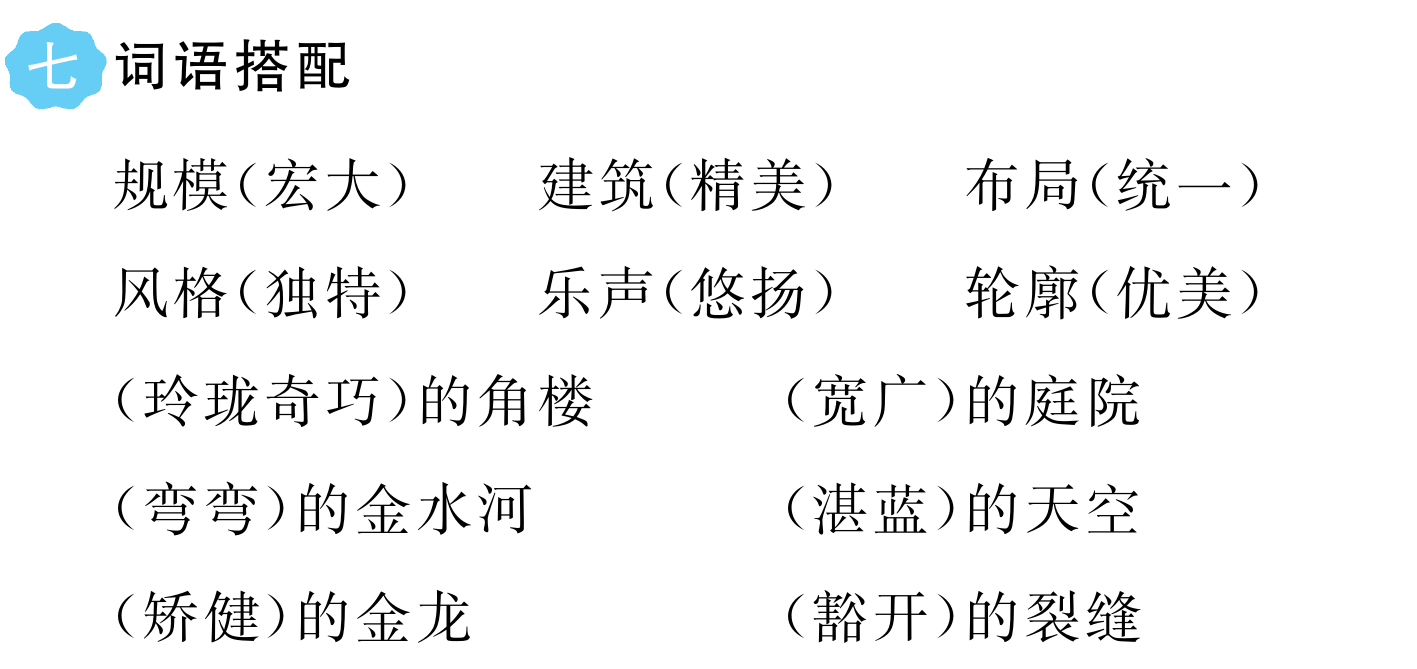 七 词语搭配
规模(宏大) 建筑(精美) 布局(统一)
风格(独特) 乐声(悠扬) 轮廓(优美)
(玲珑奇巧)的角楼 (宽广)的庭院
(弯弯)的金水河 (湛蓝)的天空
(矫健)的金龙 (豁开)的裂缝